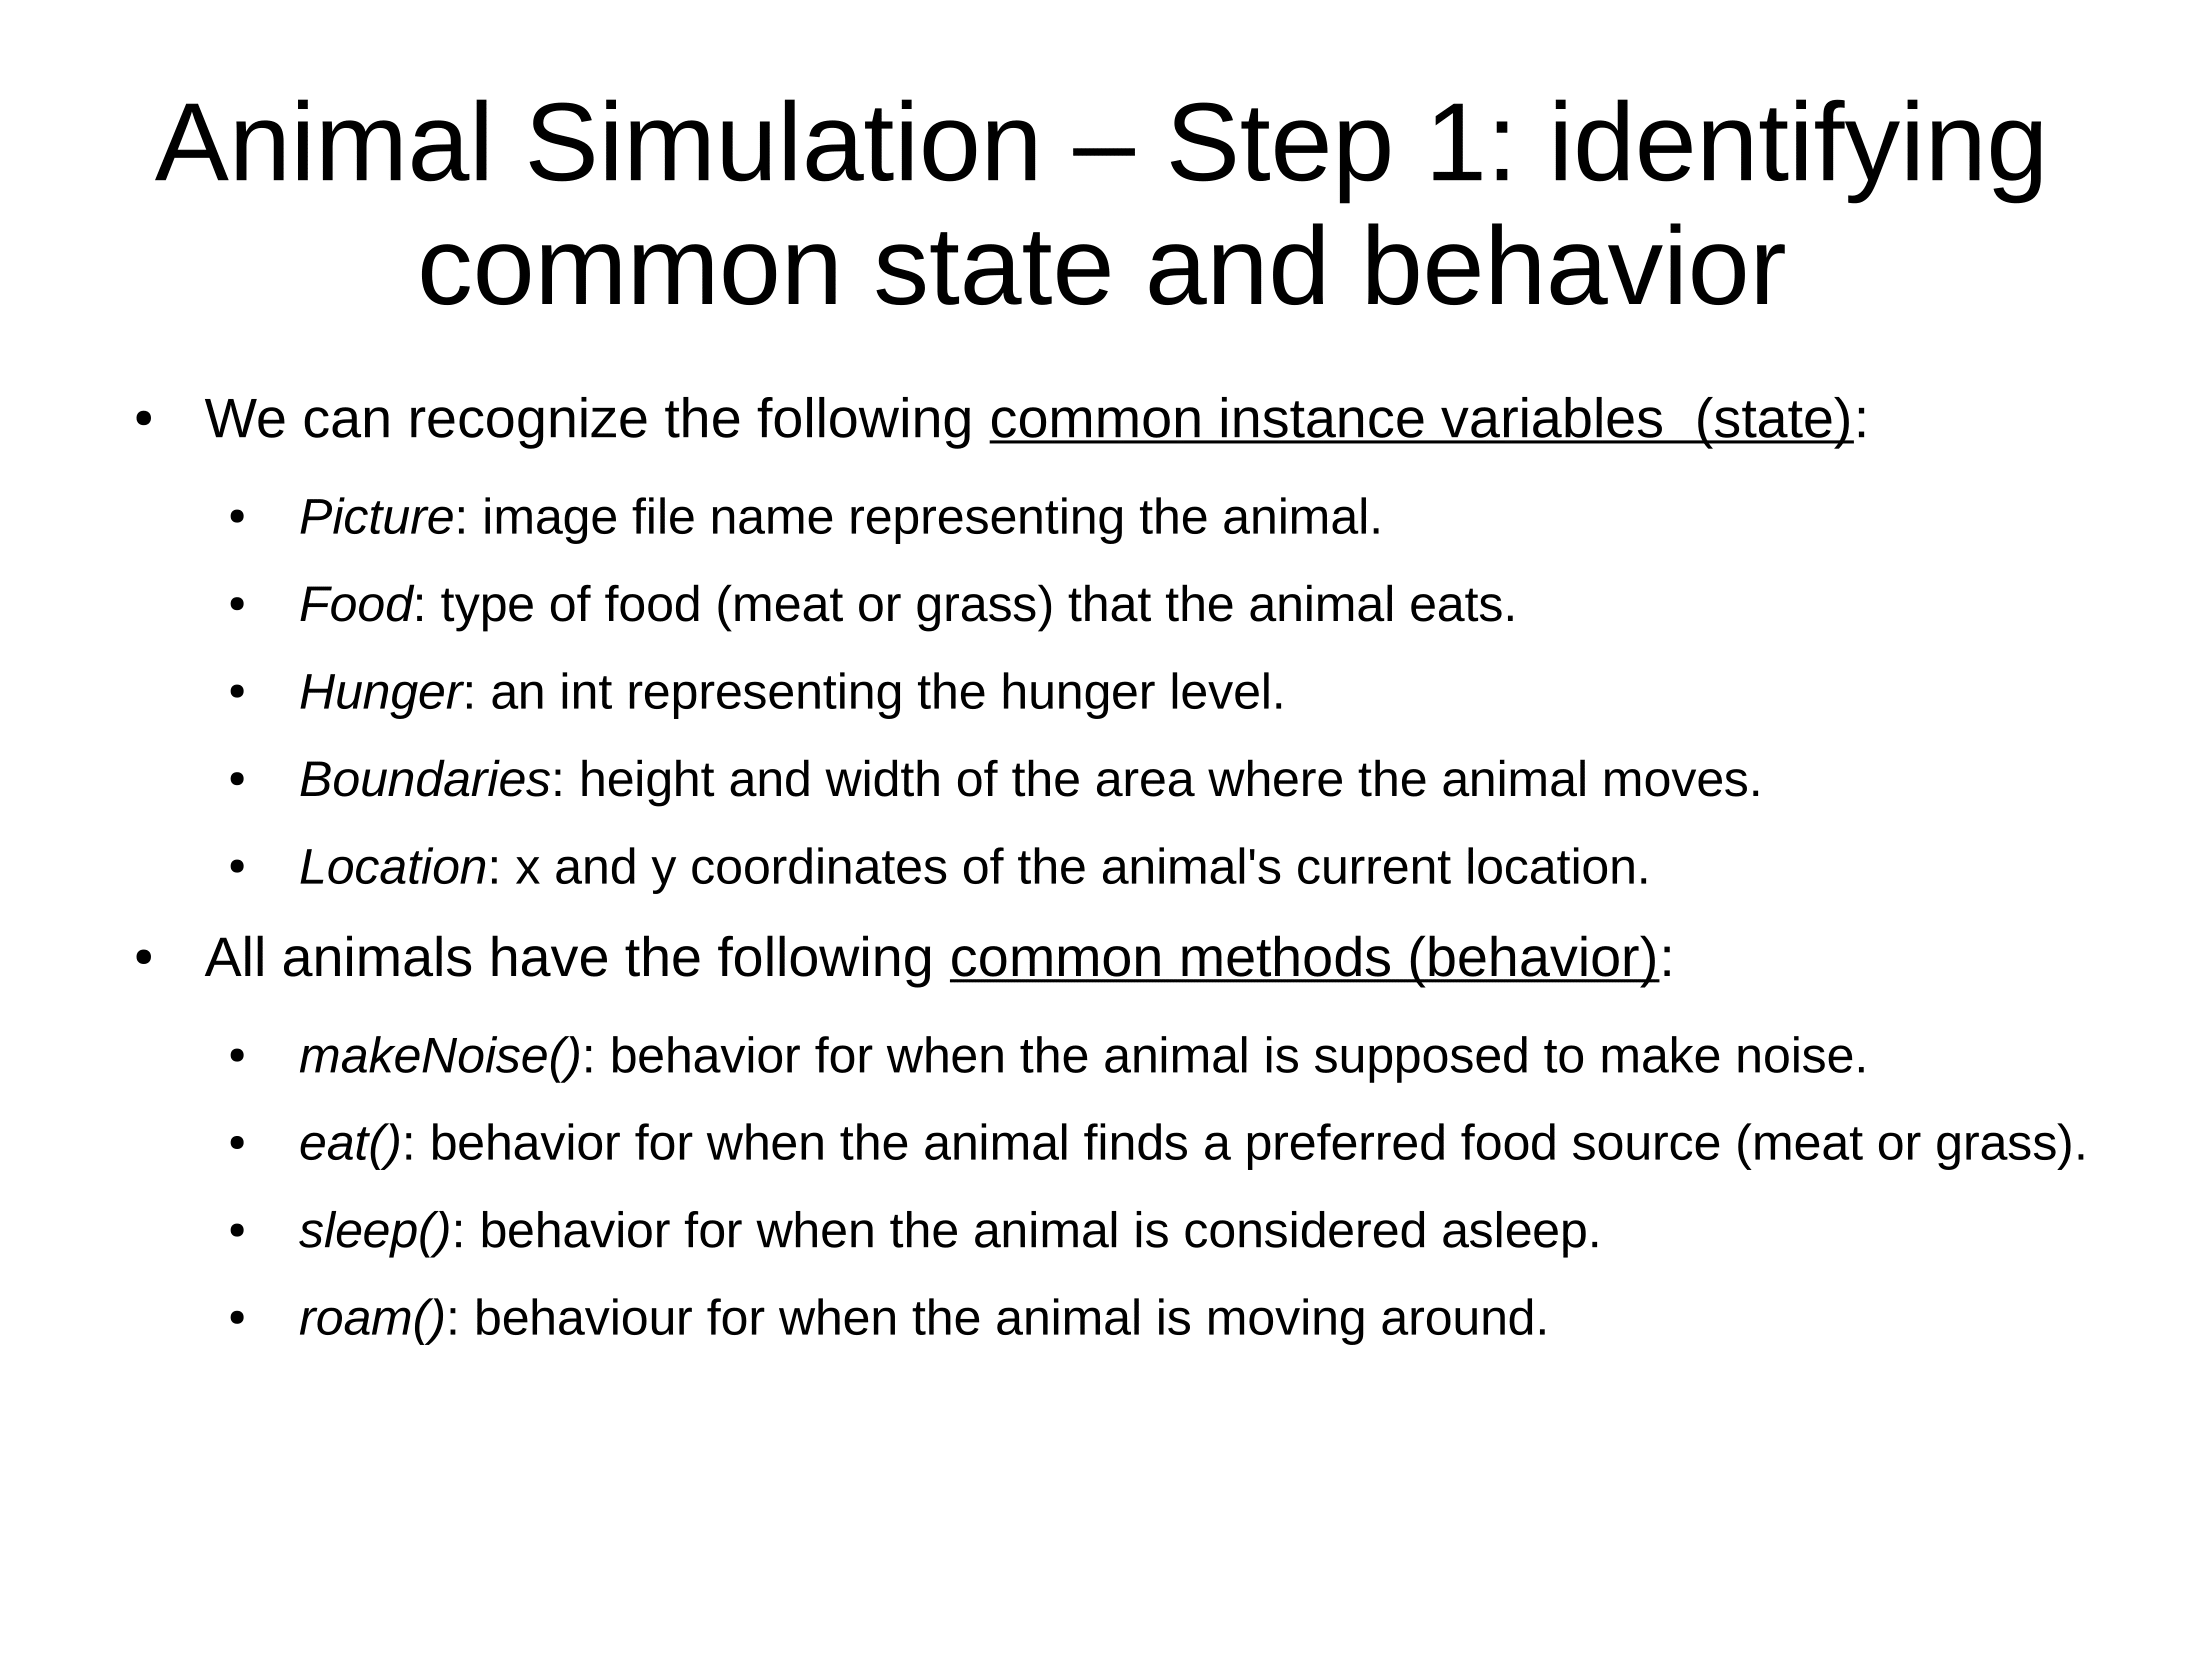 Animal Simulation – Step 1: identifying
common state and behavior
• We can recognize the following common instance variables  (state):
• Picture: image file name representing the animal.
• Food: type of food (meat or grass) that the animal eats.
• Hunger: an int representing the hunger level.
• Boundaries: height and width of the area where the animal moves.
• Location: x and y coordinates of the animal's current location.
• All animals have the following common methods (behavior):
• makeNoise(): behavior for when the animal is supposed to make noise.
• eat(): behavior for when the animal finds a preferred food source (meat or grass).
• sleep(): behavior for when the animal is considered asleep.
• roam(): behaviour for when the animal is moving around.